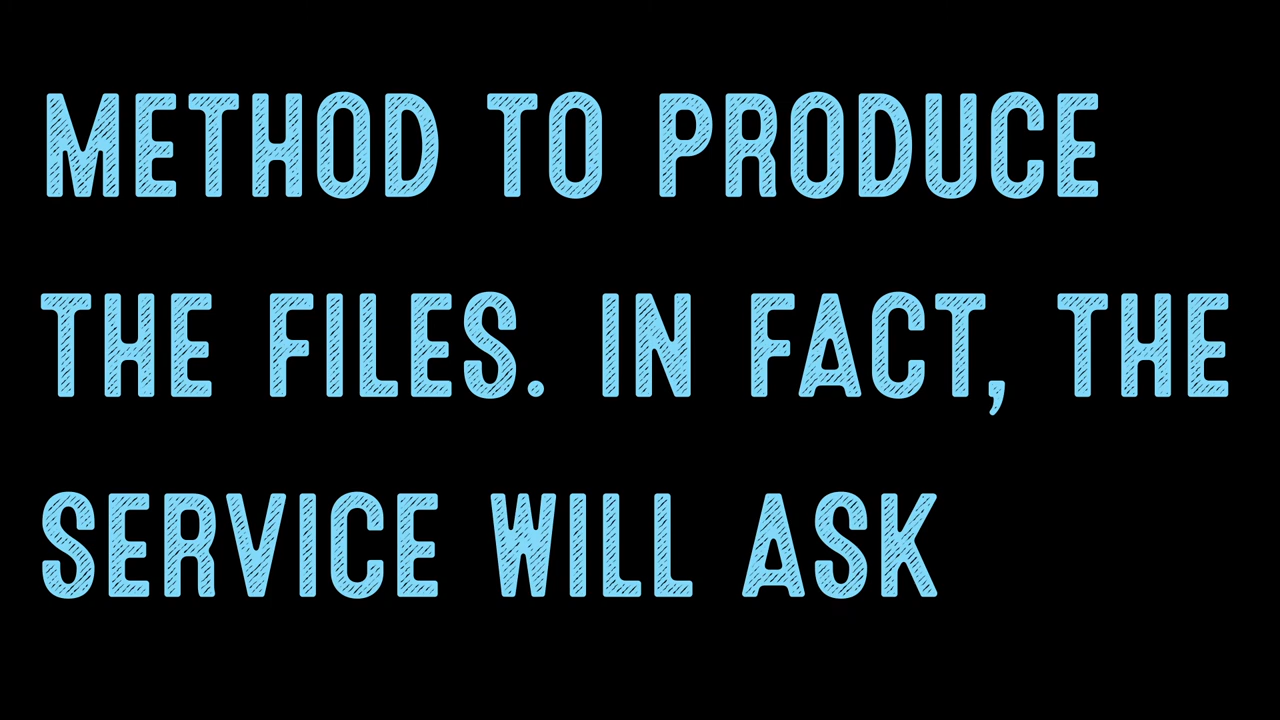 METHOD TO PRODUCE
THE FILES. IN FACT, THE
SERVICE WILL ASK